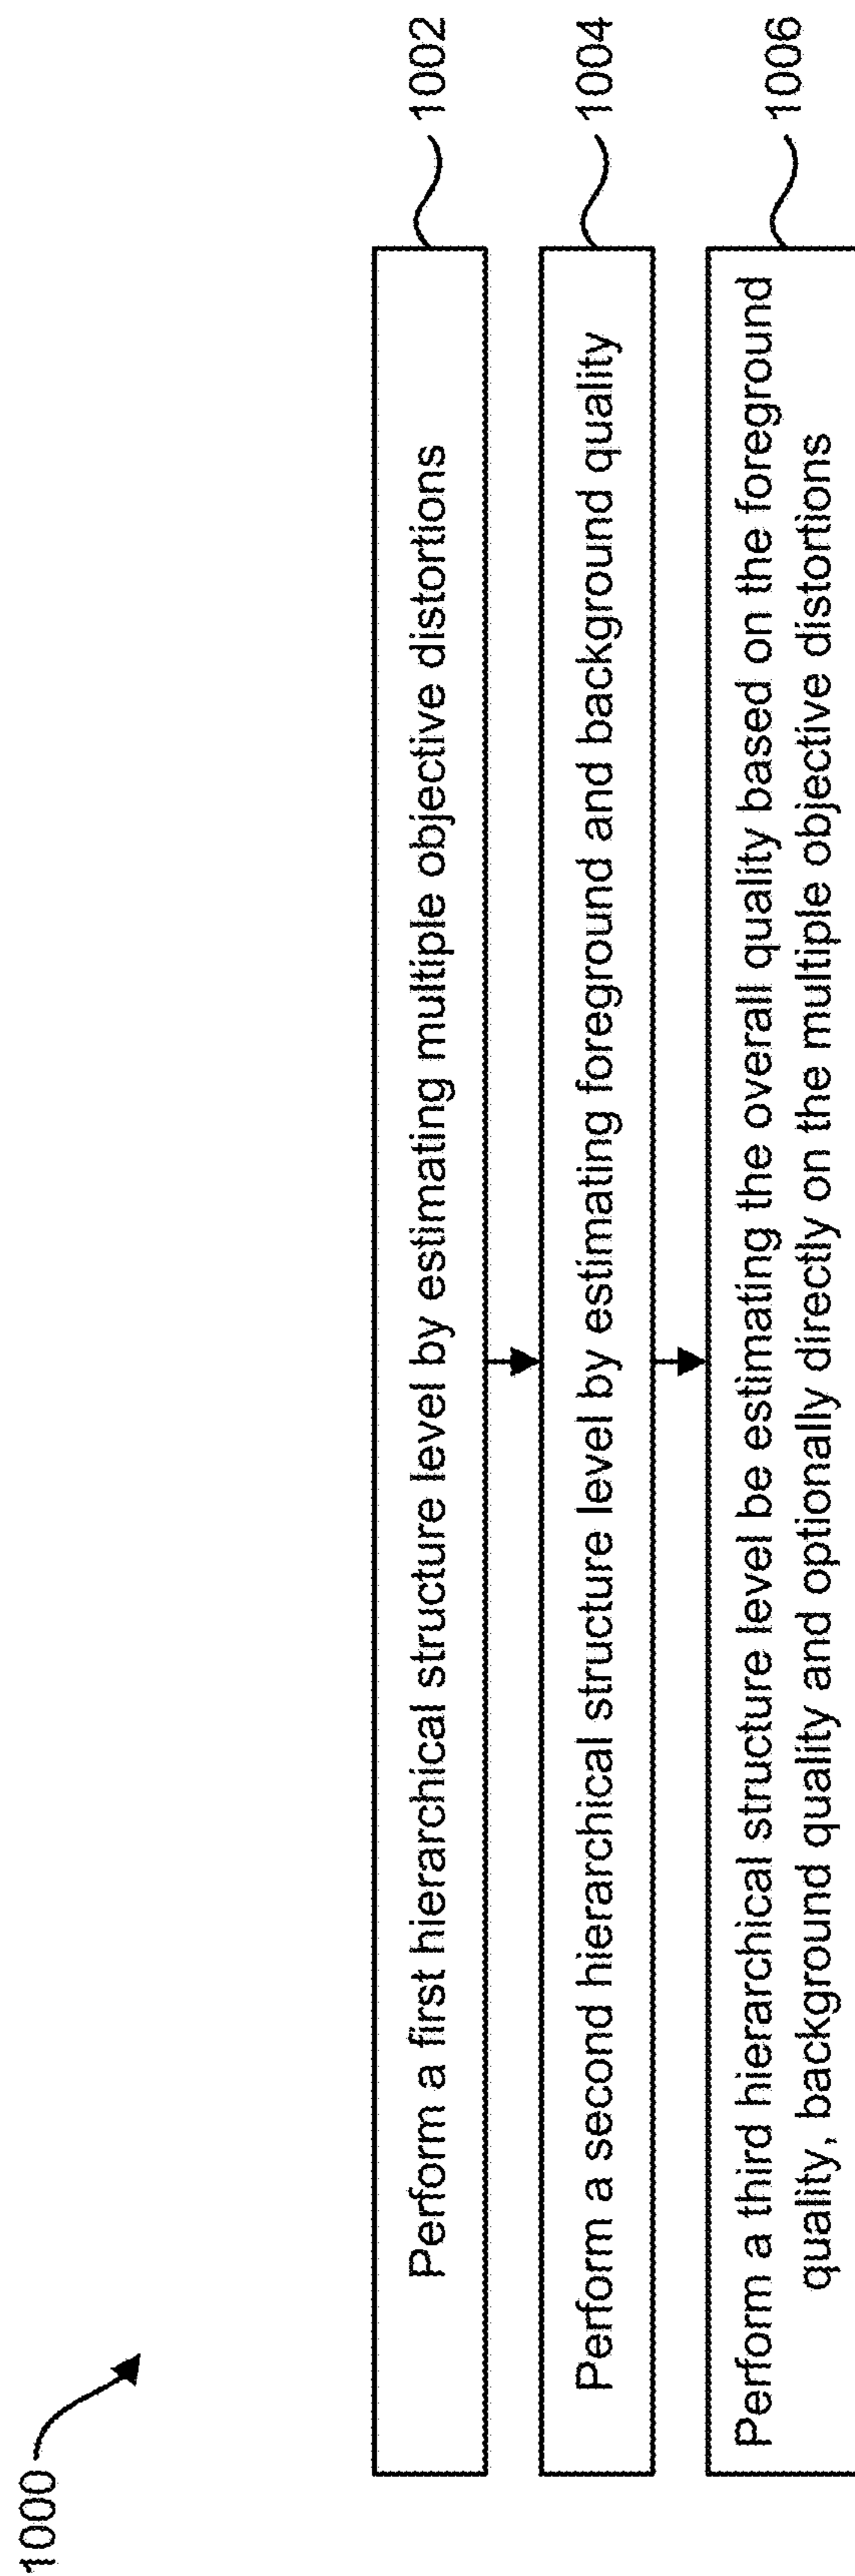 1000
Perform a first hierarchical structure level by estimating multiple objective distortions
1002
Perform a second hierarchical structure level by estimating foreground and background quality
1004
Perform a third hierarchical structure level be estimating the overall quality based on the foreground
quality, background quality and optionally directly on the multiple objective distortions
1006